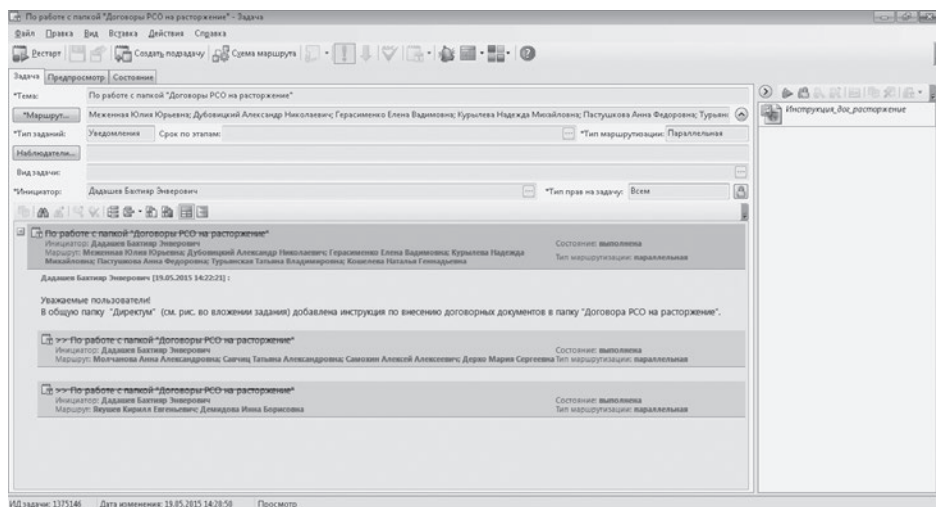 По работе с папкой "Договоры РСО на расторжение" - Задача
Файл Правка Вид Вставка Действия Справка
Рестарт Создать подзадачу Схема маршрута
Задача Предпросмотр Состояние
*Тема: По работе с папкой "Договоры РСО на расторжение"
*Маршрут... Меженная Юлия Юрьевна; Дубовицкий Александр Николаевич; Герасименко Елена Вадимовна; Курылева Надежда Михайловна; Пастушкова Анна Федоровна; Турьян
*Тип заданий: Уведомления Срок по этапам: *Тип маршрутизации: Параллельная
Наблюдатели...
Вид задачи:
*Инициатор: Дадашев Бахтияр Энверович *Тип прав на задачу: Всем
Инструкция_дог_расторжение
По работе с папкой "Договоры РСО на расторжение"
Инициатор: Дадашев Бахтияр Энверович Состояние: выполнена
Маршрут: Меженная Юлия Юрьевна; Дубовицкий Александр Николаевич; Герасименко Елена Вадимовна; Курылева Надежда Тип маршрутизации: параллельная
Михайловна; Пастушкова Анна Федоровна; Турьянская Татьяна Владимировна; Кошелева Наталья Геннадьевна
Дадашев Бахтияр Энверович [19.05.2015 14:22:21] :
Уважаемые пользователи!
В общую папку "Директум" (см. рис. во вложении задания) добавлена инструкция по внесению договорных документов в папку "Договора РСО на расторжение".
>> По работе с папкой "Договоры РСО на расторжение"
Инициатор: Дадашев Бахтияр Энверович Состояние: выполнена
Маршрут: Молчанова Анна Александровна; Савчиц Татьяна Александровна; Самохин Алексей Алексеевич; Дерко Мария Сергеевна Тип маршрутизации: параллельная
>> По работе с папкой "Договоры РСО на расторжение"
Инициатор: Дадашев Бахтияр Энверович Состояние: выполнена
Маршрут: Якушев Кирилл Евгеньевич; Демидова Инна Борисовна Тип маршрутизации: параллельная
ИД задачи: 1375146 Дата изменения: 19.05.2015 14:28:50 Просмотр